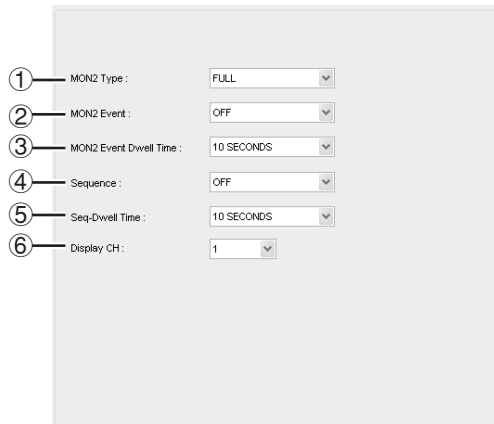 ① MON2 Type : FULL
② MON2 Event : OFF
③ MON2 Event Dwell Time : 10 SECONDS
④ Sequence : OFF
⑤ Seq-Dwell Time : 10 SECONDS
⑥ Display CH : 1